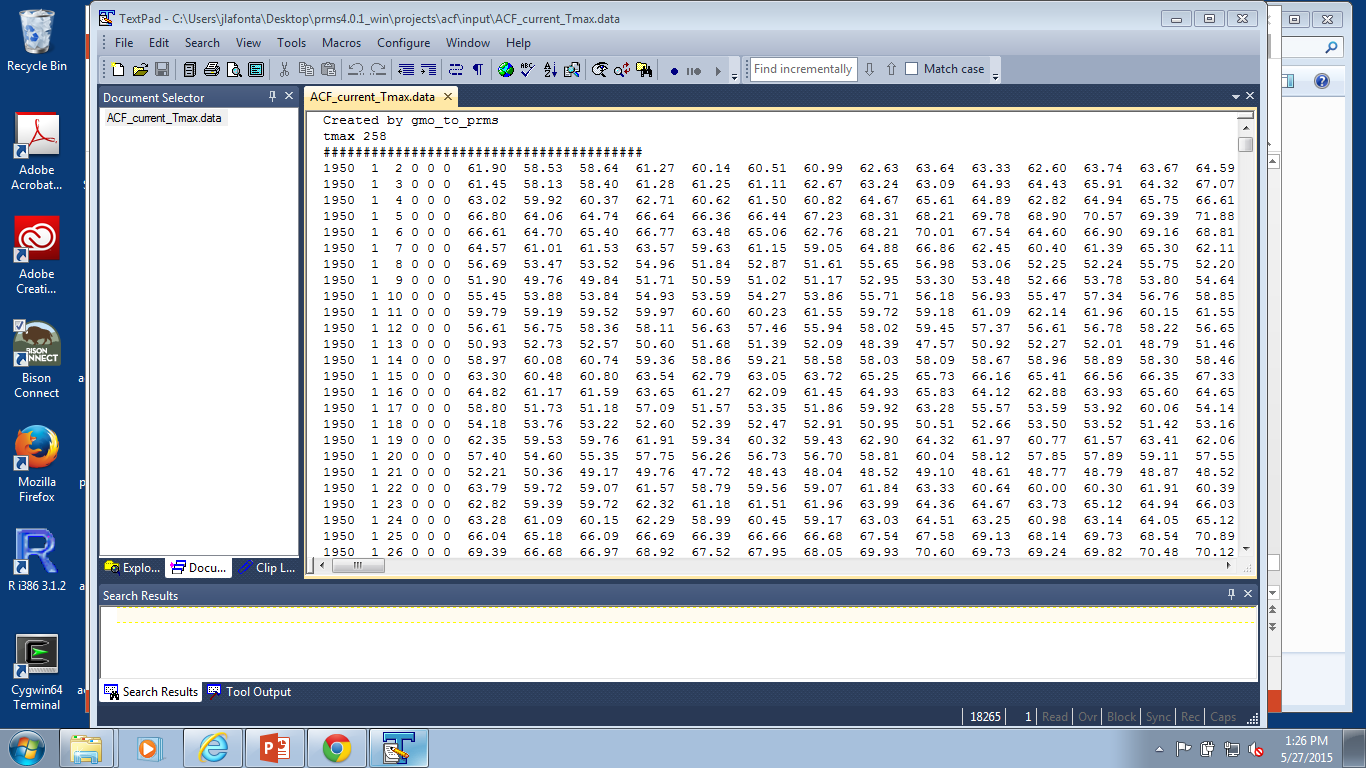 TextPad - C:\Users\jlafonta\Desktop\prms4.0.1_win\projects\acf\input\ACF_current_Tmax.data
File Edit Search View Tools Macros Configure Window Help
Find incrementally Match case
Document Selector
ACF_current_Tmax.data
ACF_current_Tmax.data
Created by gmo_to_prms
tmax 258
########################################
1950 1 2 0 0 0 61.90 58.53 58.64 61.27 60.14 60.51 60.99 62.63 63.64 63.33 62.60 63.74 63.67 64.59
1950 1 3 0 0 0 61.45 58.13 58.40 61.28 61.25 61.11 62.67 63.24 63.09 64.93 64.43 65.91 64.32 67.07
1950 1 4 0 0 0 63.02 59.92 60.37 62.71 60.62 61.50 60.82 64.67 65.61 64.89 62.82 64.94 65.75 66.61
1950 1 5 0 0 0 66.80 64.06 64.74 66.64 66.36 66.44 67.23 68.31 68.21 69.78 68.90 70.57 69.39 71.88
1950 1 6 0 0 0 66.61 64.70 65.40 66.77 63.48 65.06 62.76 68.21 70.01 67.54 64.60 66.90 69.16 68.81
1950 1 7 0 0 0 64.57 61.01 61.53 63.57 59.63 61.15 59.05 64.88 66.86 62.45 60.40 61.39 65.30 62.11
1950 1 8 0 0 0 56.69 53.47 53.52 54.96 51.84 52.87 51.61 55.65 56.98 53.06 52.25 52.24 55.75 52.20
1950 1 9 0 0 0 51.90 49.76 49.84 51.71 50.59 51.02 51.17 52.95 53.30 53.48 52.66 53.78 53.80 54.64
1950 1 10 0 0 0 55.45 53.88 53.84 54.93 53.59 54.27 53.86 55.71 56.18 56.93 55.47 57.34 56.76 58.85
1950 1 11 0 0 0 59.79 59.19 59.52 59.97 60.60 60.23 61.55 59.72 59.18 61.09 62.14 61.96 60.15 61.55
1950 1 12 0 0 0 56.61 56.75 58.36 58.11 56.63 57.46 55.94 58.02 59.45 57.37 56.61 56.78 58.22 56.65
1950 1 13 0 0 0 50.93 52.73 52.57 50.60 51.68 51.39 52.09 48.39 47.57 50.92 52.27 52.01 48.79 51.46
1950 1 14 0 0 0 58.97 60.08 60.74 59.36 58.86 59.21 58.58 58.03 58.09 58.67 58.96 58.89 58.30 58.46
1950 1 15 0 0 0 63.30 60.48 60.80 63.54 62.79 63.05 63.72 65.25 65.73 66.16 65.41 66.56 66.35 67.33
1950 1 16 0 0 0 64.82 61.17 61.59 63.65 61.27 62.09 61.45 64.93 65.83 64.12 62.88 63.93 65.60 64.65
1950 1 17 0 0 0 58.80 51.73 51.18 57.09 51.57 53.35 51.86 59.92 63.28 55.57 53.59 53.92 60.06 54.14
1950 1 18 0 0 0 54.18 53.76 53.22 52.60 52.39 52.47 52.91 50.95 50.51 52.66 53.50 53.52 51.42 53.16
1950 1 19 0 0 0 62.35 59.53 59.76 61.91 59.34 60.32 59.43 62.90 64.32 61.97 60.77 61.57 63.41 62.06
1950 1 20 0 0 0 57.40 54.60 55.35 57.75 56.26 56.73 56.70 58.81 60.04 58.12 57.85 57.89 59.11 57.55
1950 1 21 0 0 0 52.21 50.36 49.17 49.76 47.72 48.43 48.04 48.52 49.10 48.61 48.77 48.79 48.87 48.52
1950 1 22 0 0 0 63.79 59.72 59.07 61.57 58.79 59.56 59.07 61.84 63.33 60.64 60.00 60.30 61.91 60.39
1950 1 23 0 0 0 62.82 59.39 59.72 62.32 61.18 61.51 61.96 63.99 64.36 64.67 63.73 65.12 64.94 66.03
1950 1 24 0 0 0 63.28 61.09 60.15 62.29 58.99 60.45 59.17 63.03 64.51 63.25 60.98 63.14 64.05 65.12
1950 1 25 0 0 0 66.04 65.18 66.09 66.69 66.39 66.66 66.68 67.54 67.58 69.13 68.14 69.73 68.54 70.89
1950 1 26 0 0 0 69.39 66.68 66.97 68.92 67.52 67.95 68.05 69.93 70.60 69.73 69.24 69.82 70.48 70.12
Explo... Docu... Clip L...
Search Results
Search Results Tool Output
18265 1 Read Ovr Block Sync Rec Caps
Recycle Bin
Adobe
Acrobat...
Adobe
Creati...
BISON
CONNECT
Bison
Connect
Mozilla
Firefox
R i386 3.1.2
Cygwin64
Terminal
1:26 PM
5/27/2015